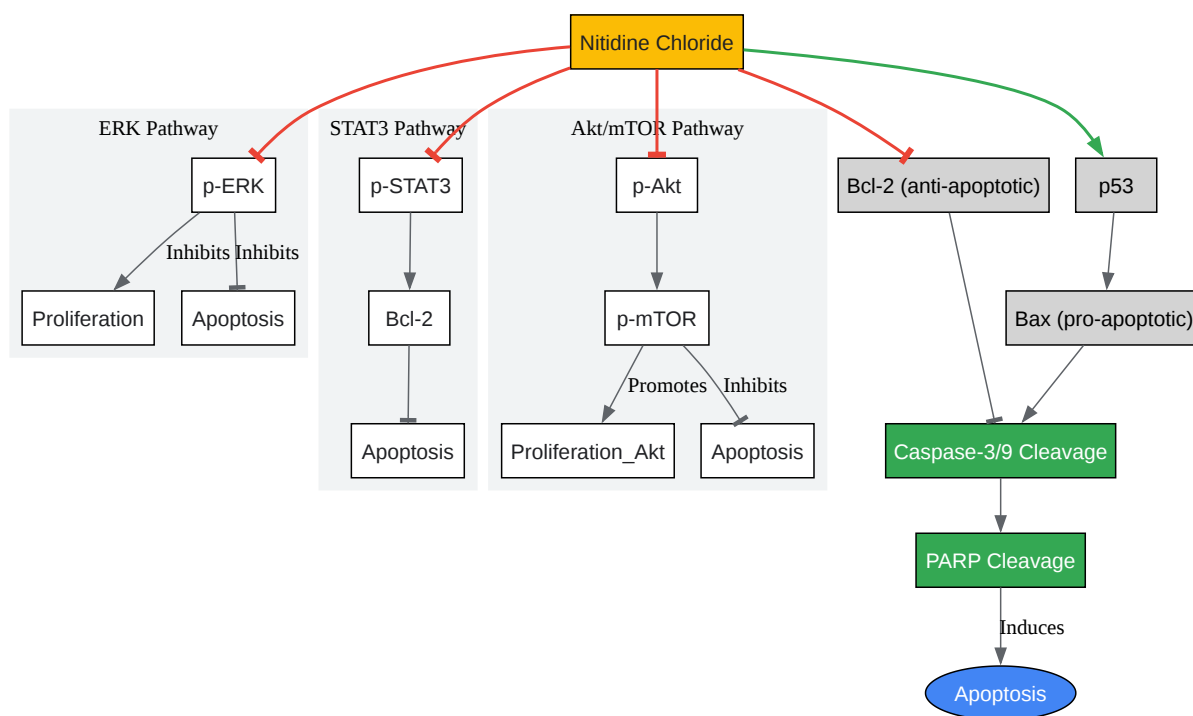 Nitidine Chloride
ERK Pathway
STAT3 Pathway
Akt/mTOR Pathway
p-ERK
p-STAT3
p-Akt
Bcl-2 (anti-apoptotic)
p53
Inhibits
Inhibits
Proliferation
Apoptosis
Bcl-2
p-mTOR
Bax (pro-apoptotic)
Promotes
Inhibits
Apoptosis
Proliferation_Akt
Apoptosis
Caspase-3/9 Cleavage
PARP Cleavage
Induces
Apoptosis